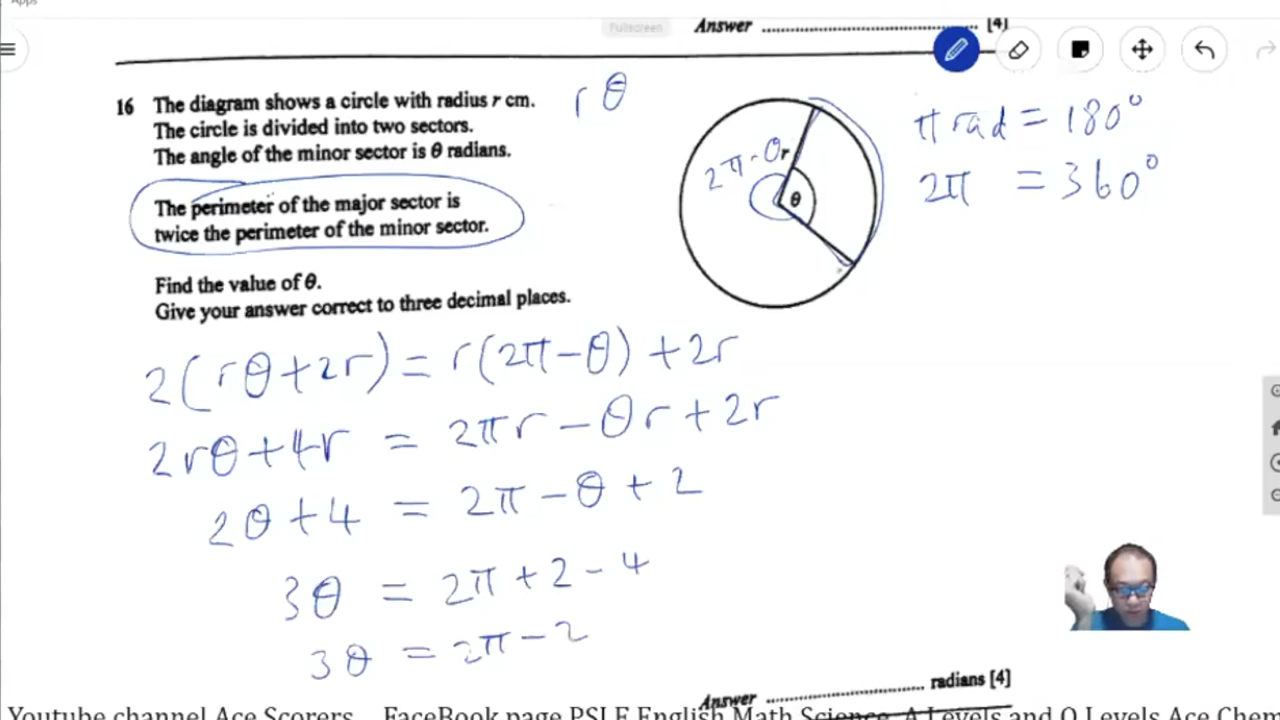 Apps
Fullscreen
Answer ........................................ [4]
16 The diagram shows a circle with radius r cm.
The circle is divided into two sectors.
The angle of the minor sector is θ radians.
The perimeter of the major sector is
twice the perimeter of the minor sector.
Find the value of θ.
Give your answer correct to three decimal places.
r θ
2π - θ
r
θ
π rad = 180°
2π = 360°
2(rθ + 2r) = r(2π - θ) + 2r
2rθ + 4r = 2πr - θr + 2r
2θ + 4 = 2π - θ + 2
3θ = 2π + 2 - 4
3θ = 2π - 2
Answer ........................................ radians [4]
Youtube channel Ace Scorers FaceBook page PSLE English Math Science, A Levels and O Levels Ace Chem